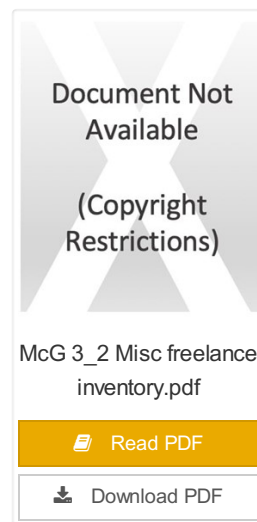 Document Not
Available
(Copyright
Restrictions)
McG 3_2 Misc freelance
inventory.pdf
Read PDF
Download PDF